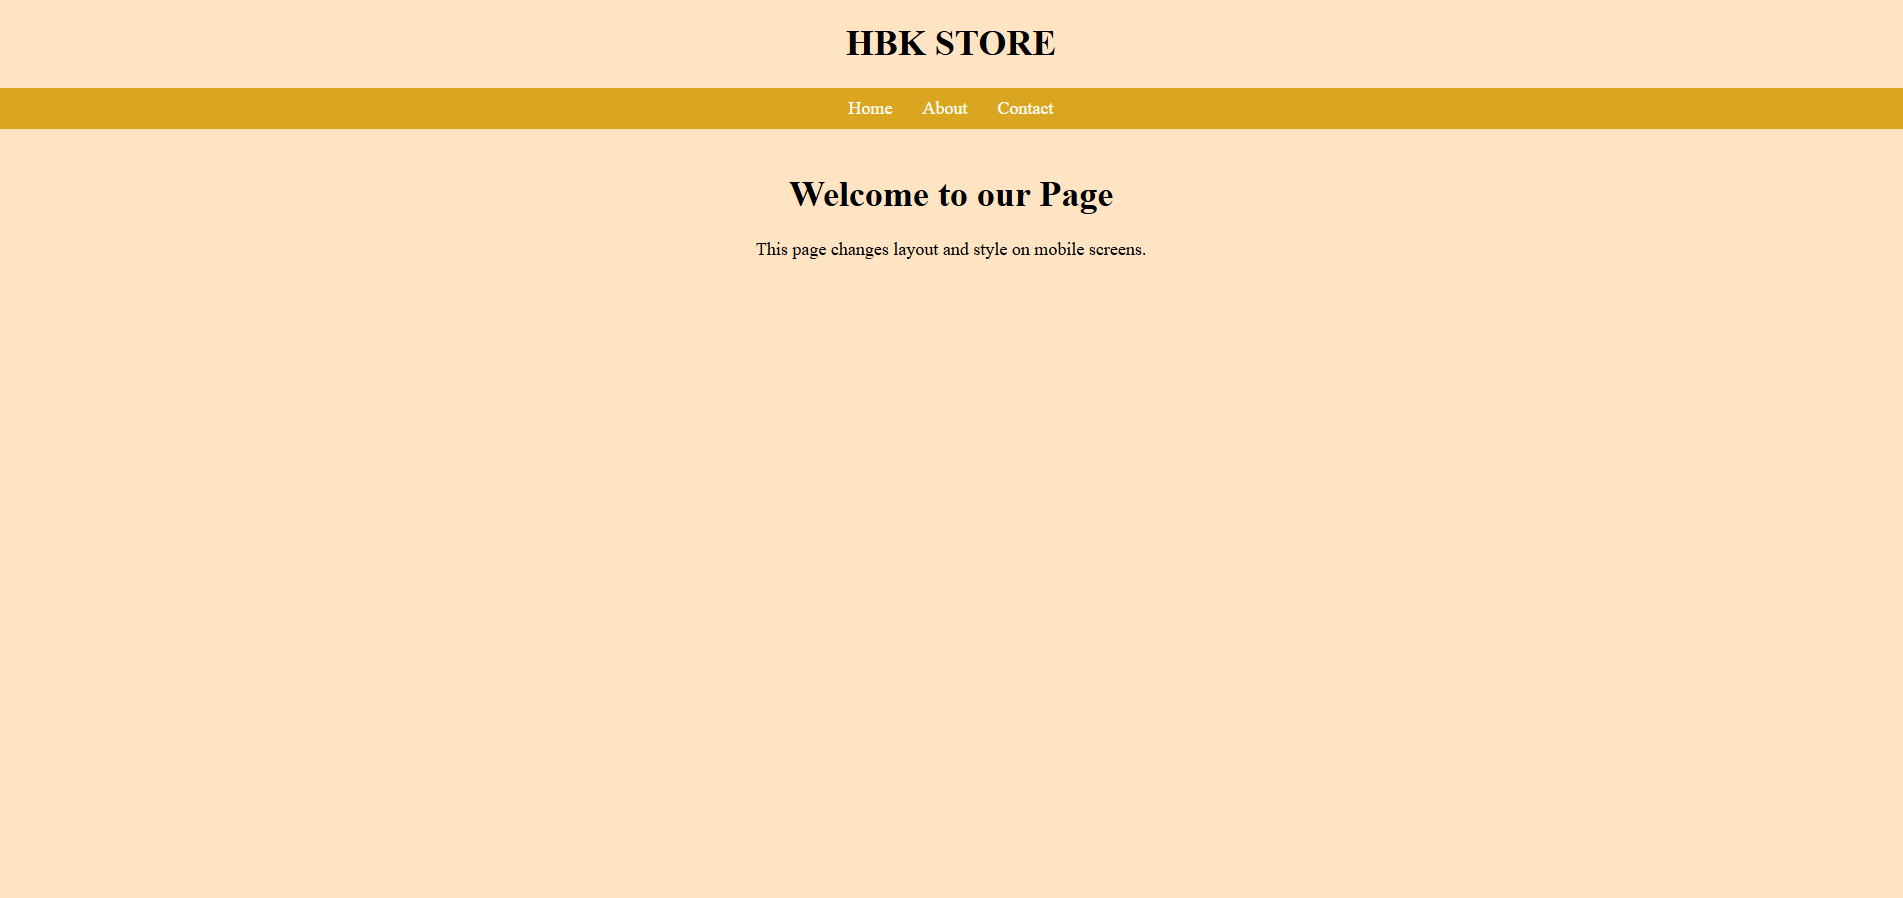 HBK STORE
Home About Contact
Welcome to our Page
This page changes layout and style on mobile screens.